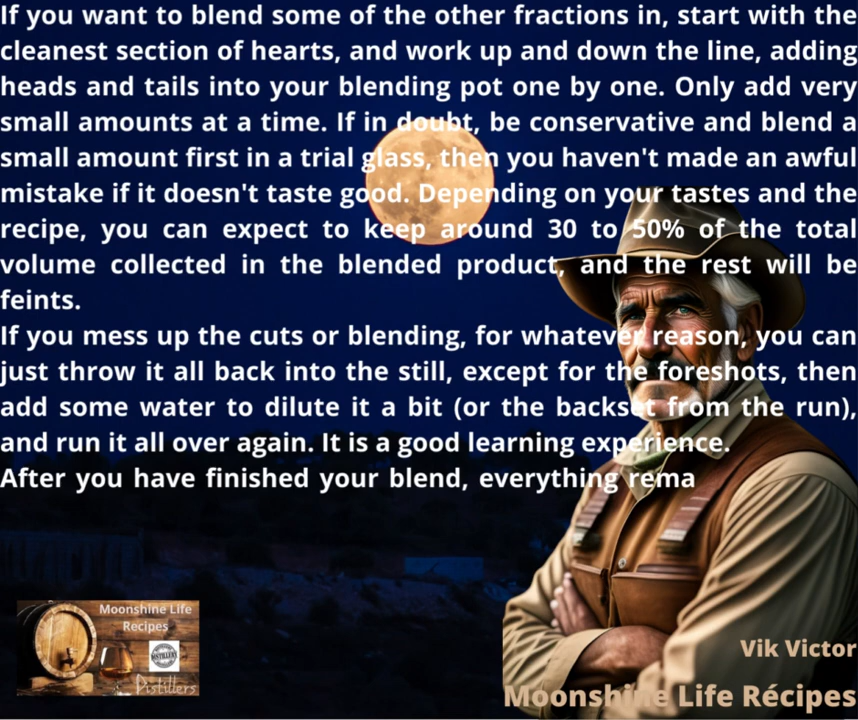 If you want to blend some of the other fractions in, start with the
cleanest section of hearts, and work up and down the line, adding
heads and tails into your blending pot one by one. Only add very
small amounts at a time. If in doubt, be conservative and blend a
small amount first in a trial glass, then you haven't made an awful
mistake if it doesn't taste good. Depending on your tastes and the
recipe, you can expect to keep around 30 to 50% of the total
volume collected in the blended product, and the rest will be
feints.
If you mess up the cuts or blending, for whatever reason, you can
just throw it all back into the still, except for the foreshots, then
add some water to dilute it a bit (or the backset from the run),
and run it all over again. It is a good learning experience.
After you have finished your blend, everything rema
Moonshine Life
Recipes
DISTILLERS
Distillers
Vik Victor
Moonshine Life Récipes